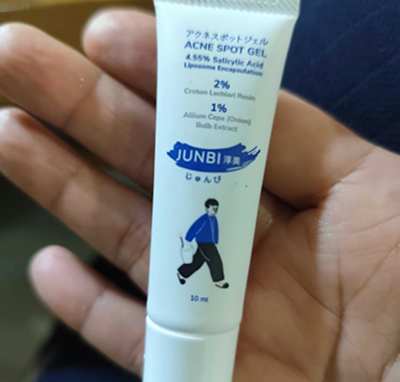 アクネスポットジェル
ACNE SPOT GEL
4.55% Salicylic Acid
Liposome Encapsulation
2%
Croton Lechleri Resin
1%
Allium Cepa (Onion)
Bulb Extract
JUNBI 淳美
じゅんび
10 ml